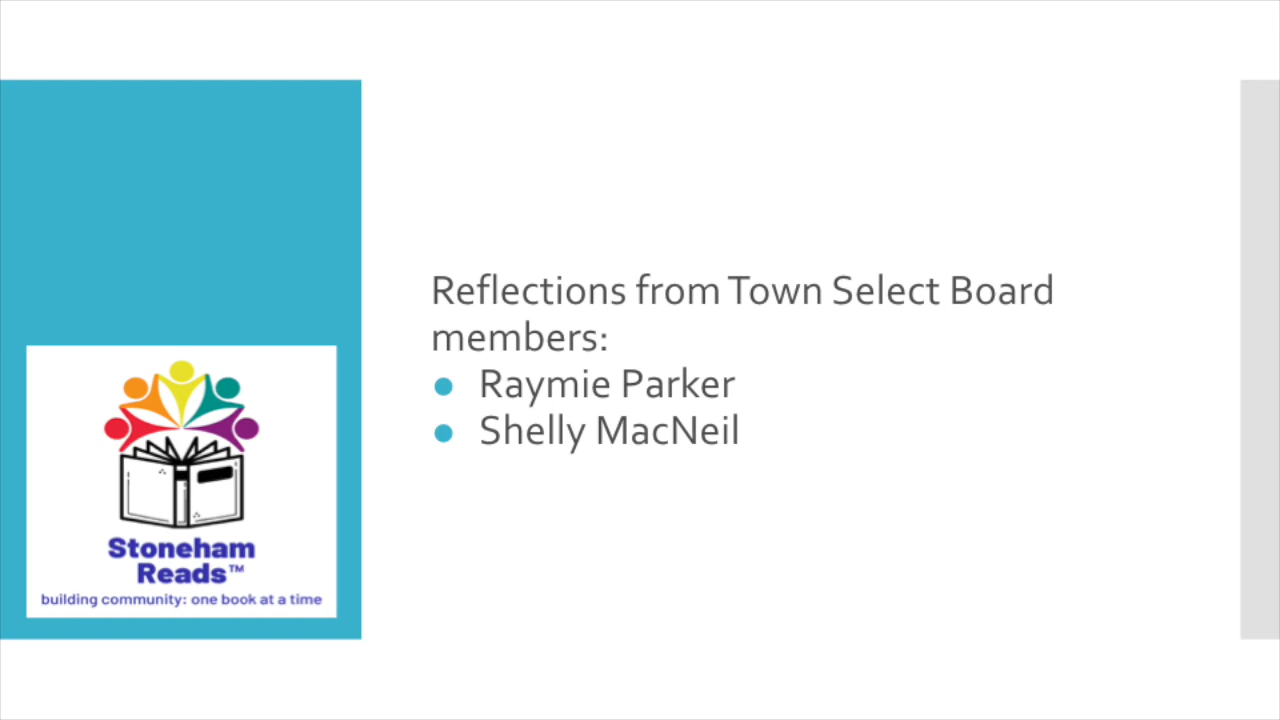 Reflections from Town Select Board
members:
● Raymie Parker
● Shelly MacNeil
Stoneham
Reads™
building community: one book at a time